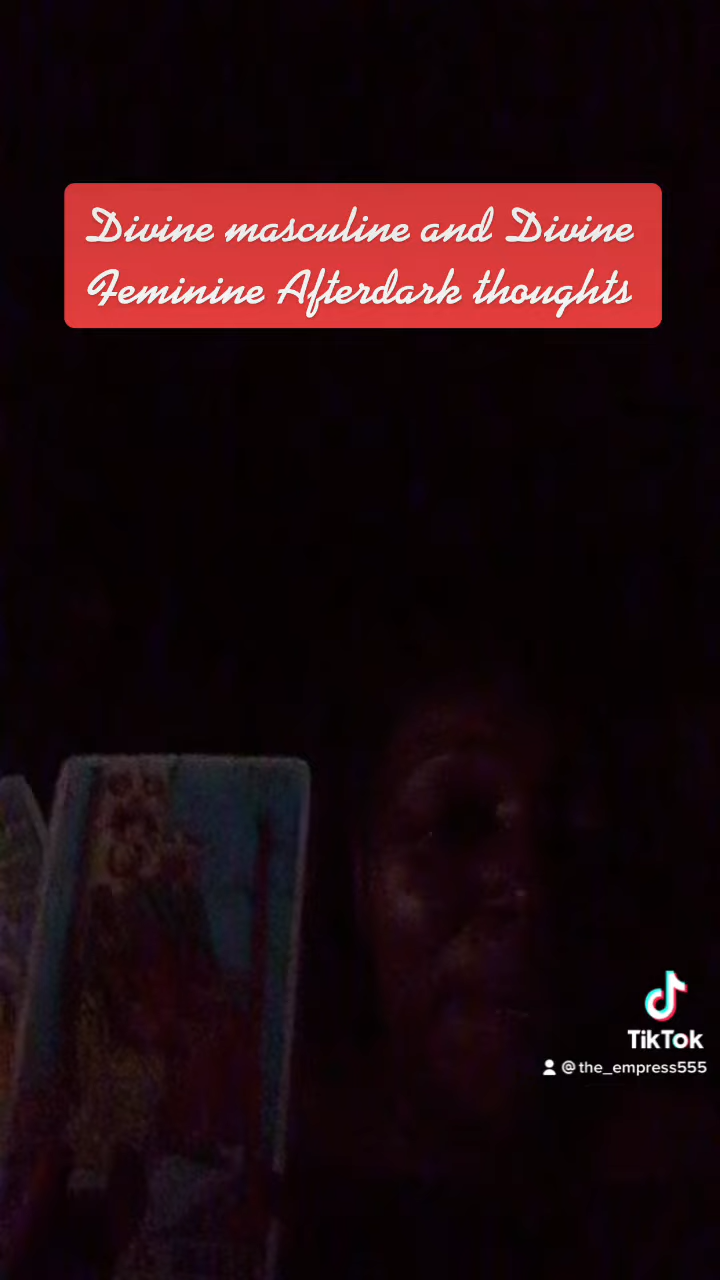 Divine masculine and Divine
Feminine Afterdark thoughts
TikTok
@the_empress555